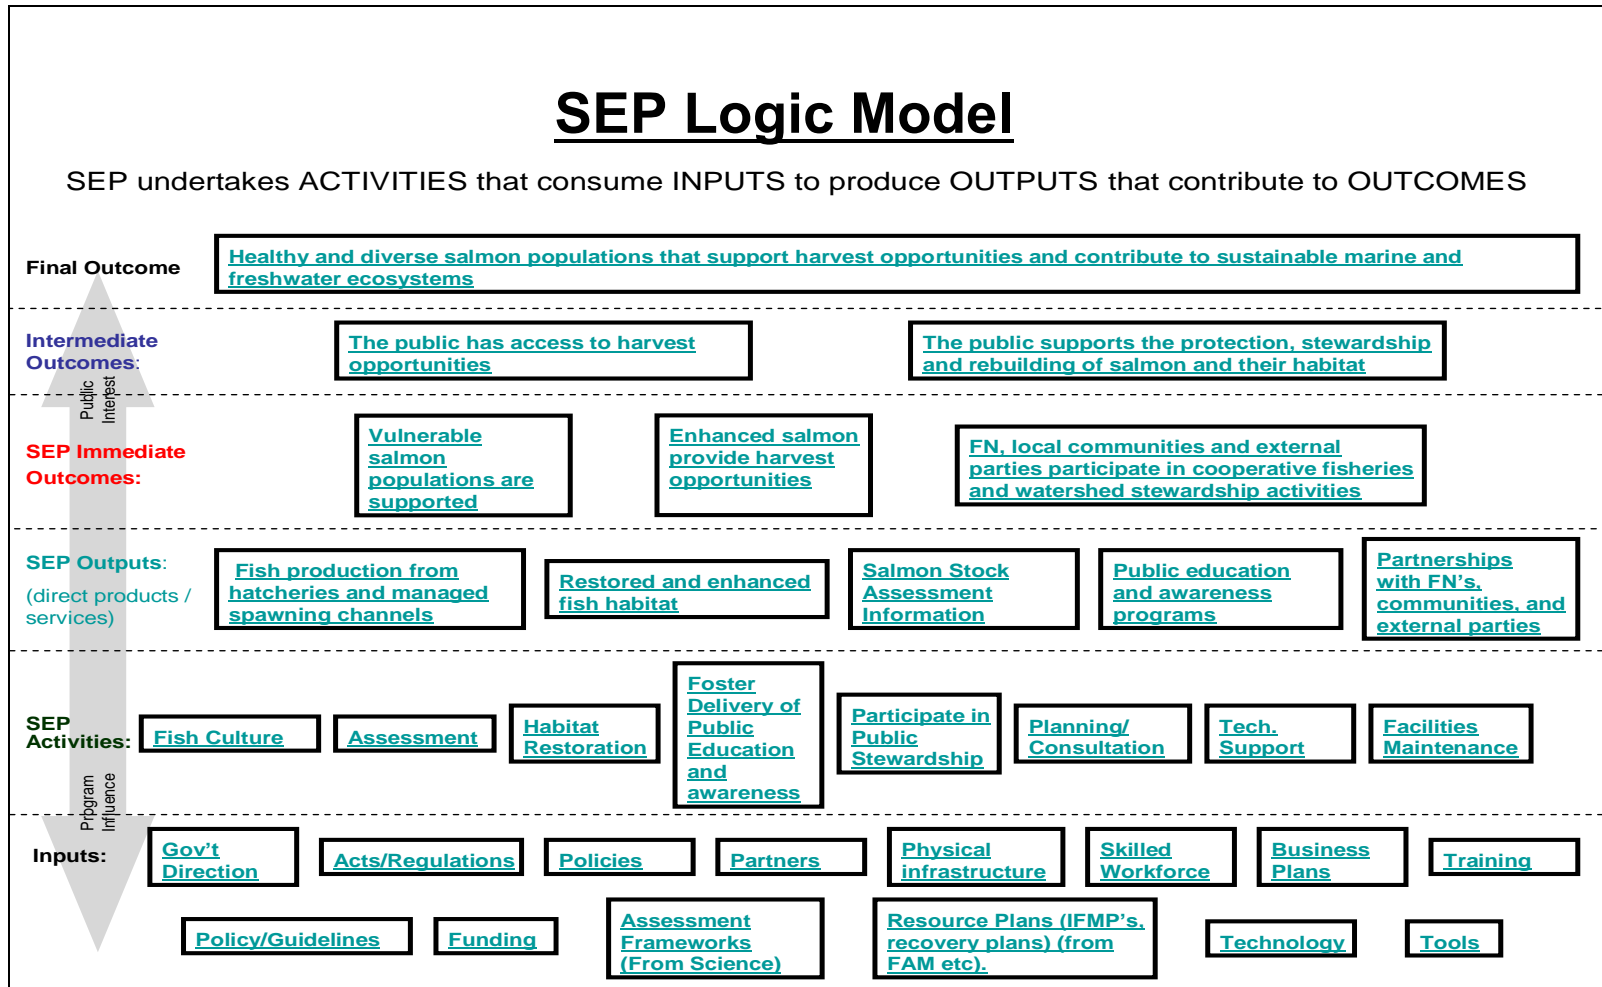 SEP Logic Model
SEP undertakes ACTIVITIES that consume INPUTS to produce OUTPUTS that contribute to OUTCOMES
Final Outcome
Healthy and diverse salmon populations that support harvest opportunities and contribute to sustainable marine and
freshwater ecosystems
Intermediate
Outcomes:
The public has access to harvest
opportunities
The public supports the protection, stewardship
and rebuilding of salmon and their habitat
Public
Interest
SEP Immediate
Outcomes:
Vulnerable
salmon
populations are
supported
Enhanced salmon
provide harvest
opportunities
FN, local communities and external
parties participate in cooperative fisheries
and watershed stewardship activities
SEP Outputs:
(direct products /
services)
Fish production from
hatcheries and managed
spawning channels
Restored and enhanced
fish habitat
Salmon Stock
Assessment
Information
Public education
and awareness
programs
Partnerships
with FN's,
communities, and
external parties
SEP
Activities:
Fish Culture
Assessment
Habitat
Restoration
Foster
Delivery of
Public
Education
and
awareness
Participate in
Public
Stewardship
Planning/
Consultation
Tech.
Support
Facilities
Maintenance
Program
Influence
Inputs:
Gov't
Direction
Acts/Regulations
Policies
Partners
Physical
infrastructure
Skilled
Workforce
Business
Plans
Training
Policy/Guidelines
Funding
Assessment
Frameworks
(From Science)
Resource Plans (IFMP's,
recovery plans) (from
FAM etc).
Technology
Tools